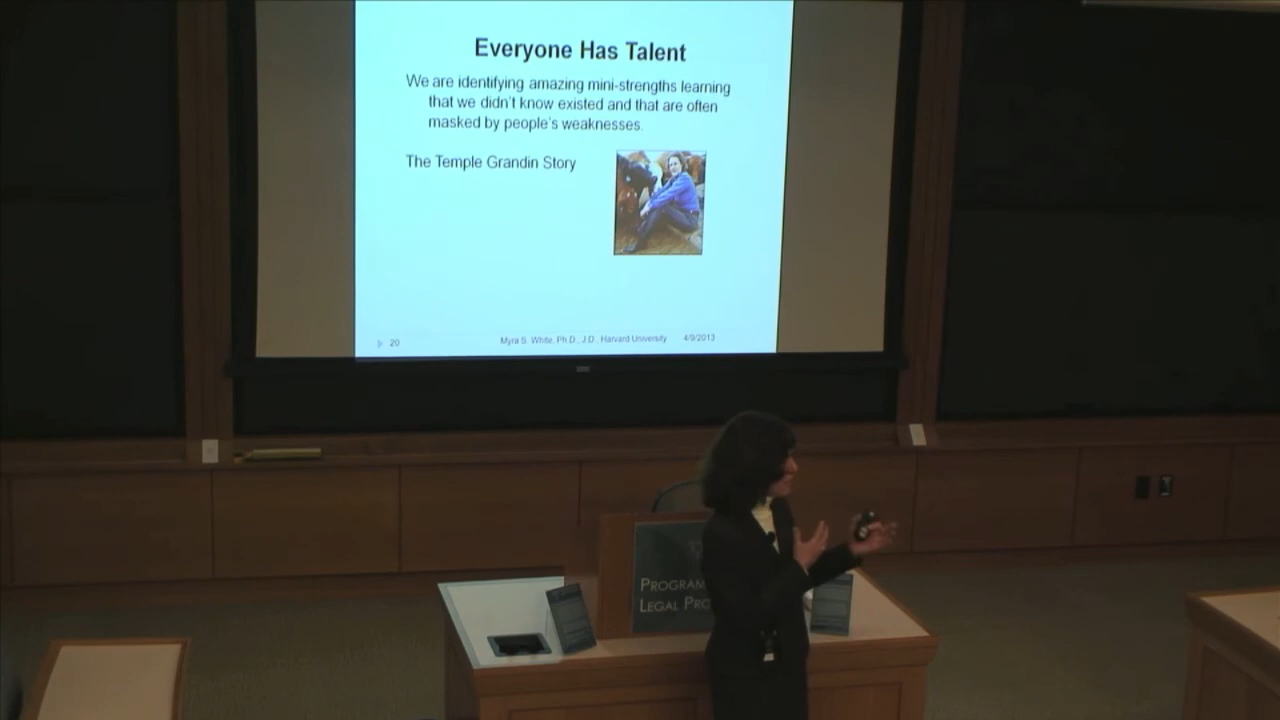 Everyone Has Talent
We are identifying amazing mini-strengths learning
that we didn't know existed and that are often
masked by people's weaknesses.
The Temple Grandin Story
20
Myra S. White, Ph.D., J.D., Harvard University 4/9/2013
PROGRAM
LEGAL PRO